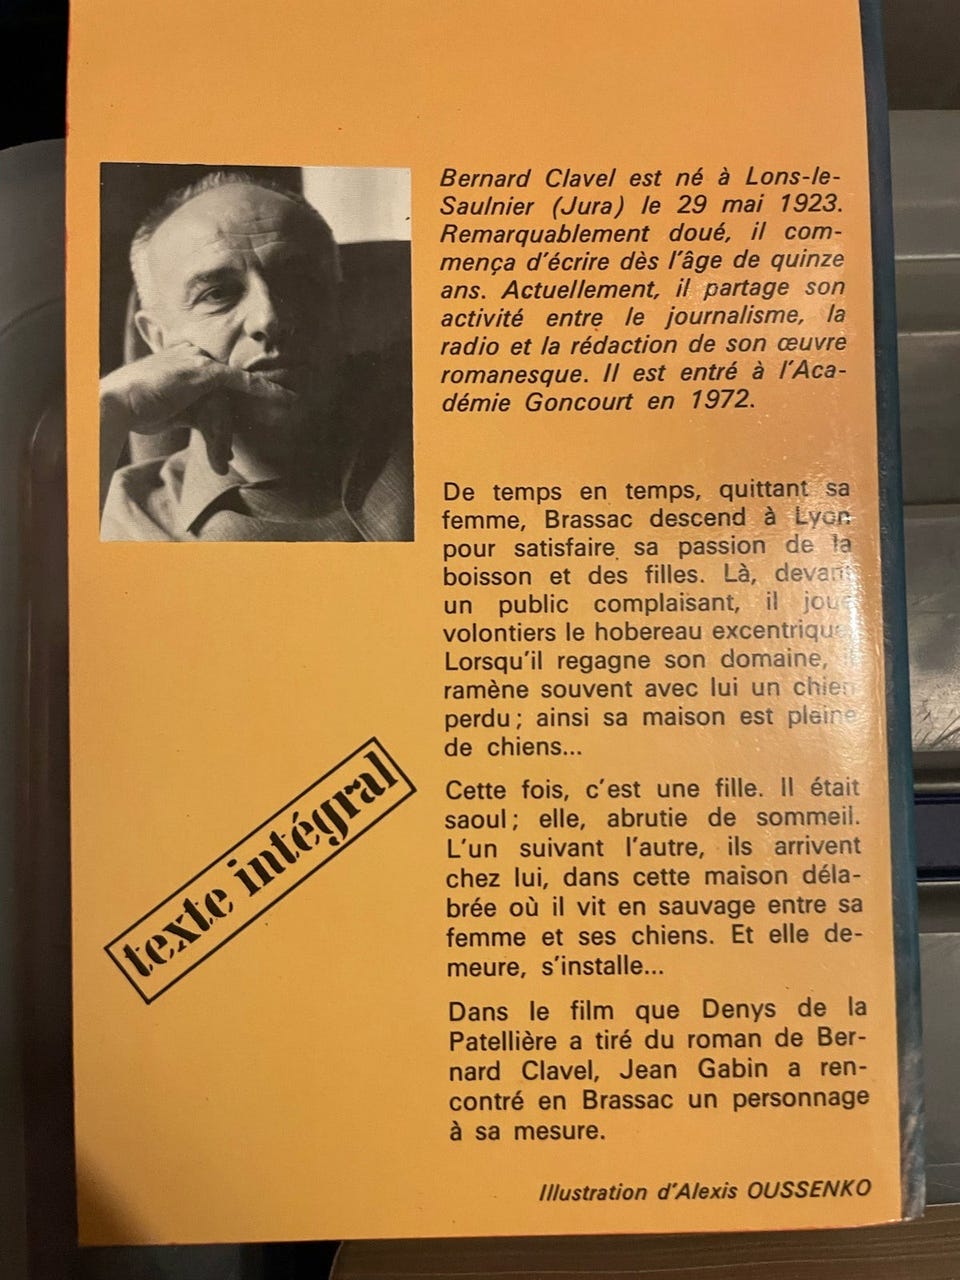 Bernard Clavel est né à Lons-le-
Saulnier (Jura) le 29 mai 1923.
Remarquablement doué, il com-
mença d'écrire dès l'âge de quinze
ans. Actuellement, il partage son
activité entre le journalisme, la
radio et la rédaction de son œuvre
romanesque. Il est entré à l'Aca-
démie Goncourt en 1972.
De temps en temps, quittant sa
femme, Brassac descend à Lyon
pour satisfaire sa passion de la
boisson et des filles. Là, devant
un public complaisant, il joue
volontiers le hobereau excentrique.
Lorsqu'il regagne son domaine, il
ramène souvent avec lui un chien
perdu ; ainsi sa maison est pleine
de chiens...
Cette fois, c'est une fille. Il était
saoul ; elle, abrutie de sommeil.
L'un suivant l'autre, ils arrivent
chez lui, dans cette maison déla-
brée où il vit en sauvage entre sa
femme et ses chiens. Et elle de-
meure, s'installe...
Dans le film que Denys de la
Patellière a tiré du roman de Ber-
nard Clavel, Jean Gabin a ren-
contré en Brassac un personnage
à sa mesure.
texte intégral
Illustration d'Alexis OUSSENKO